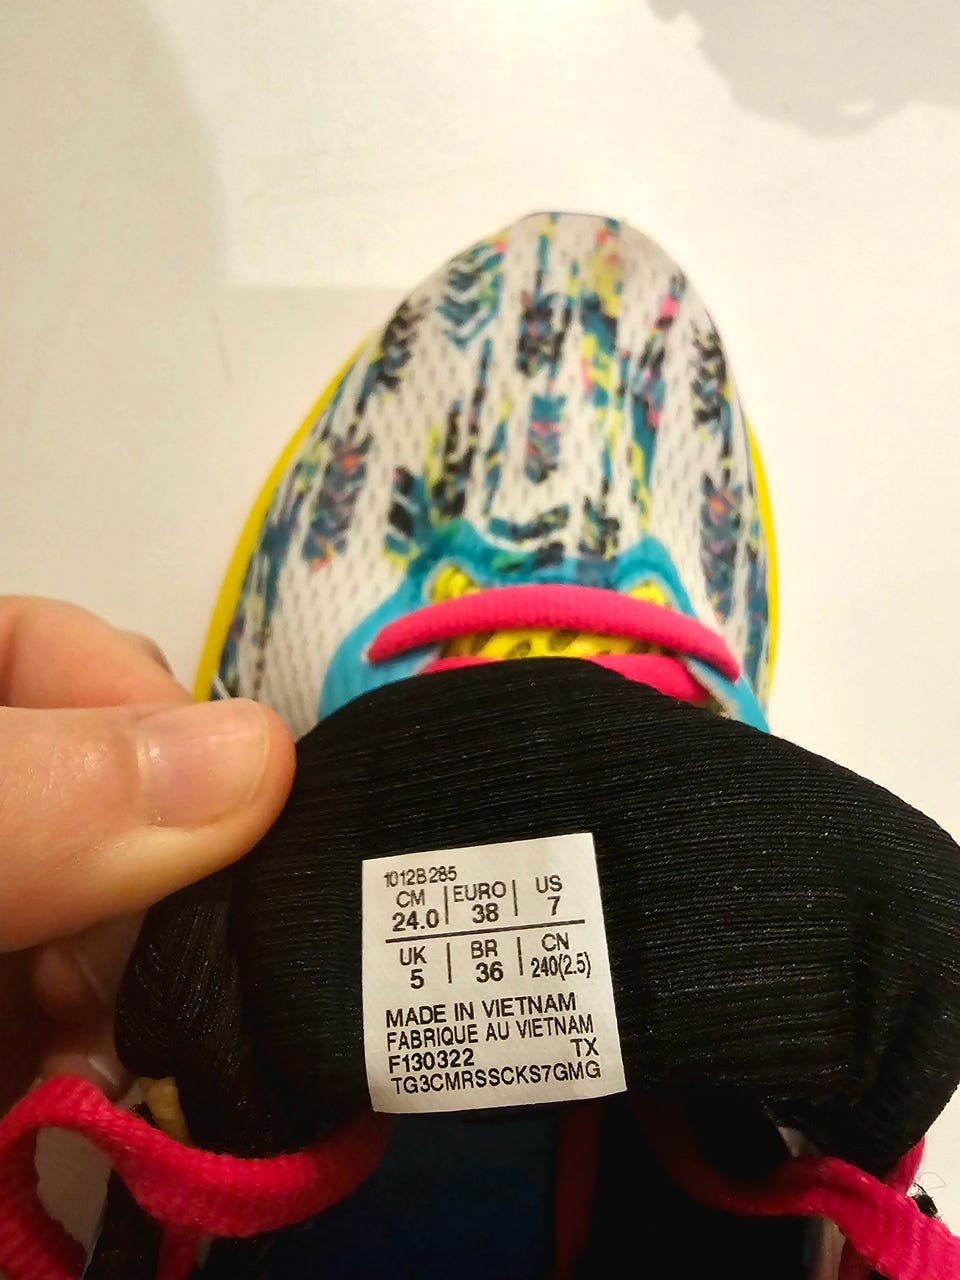 1012B285
CM | EURO | US
24.0 | 38 | 7
UK | BR | CN
5 | 36 | 240(2.5)
MADE IN VIETNAM
FABRIQUE AU VIETNAM
F130322 TX
TG3CMRSSCKS7GMG